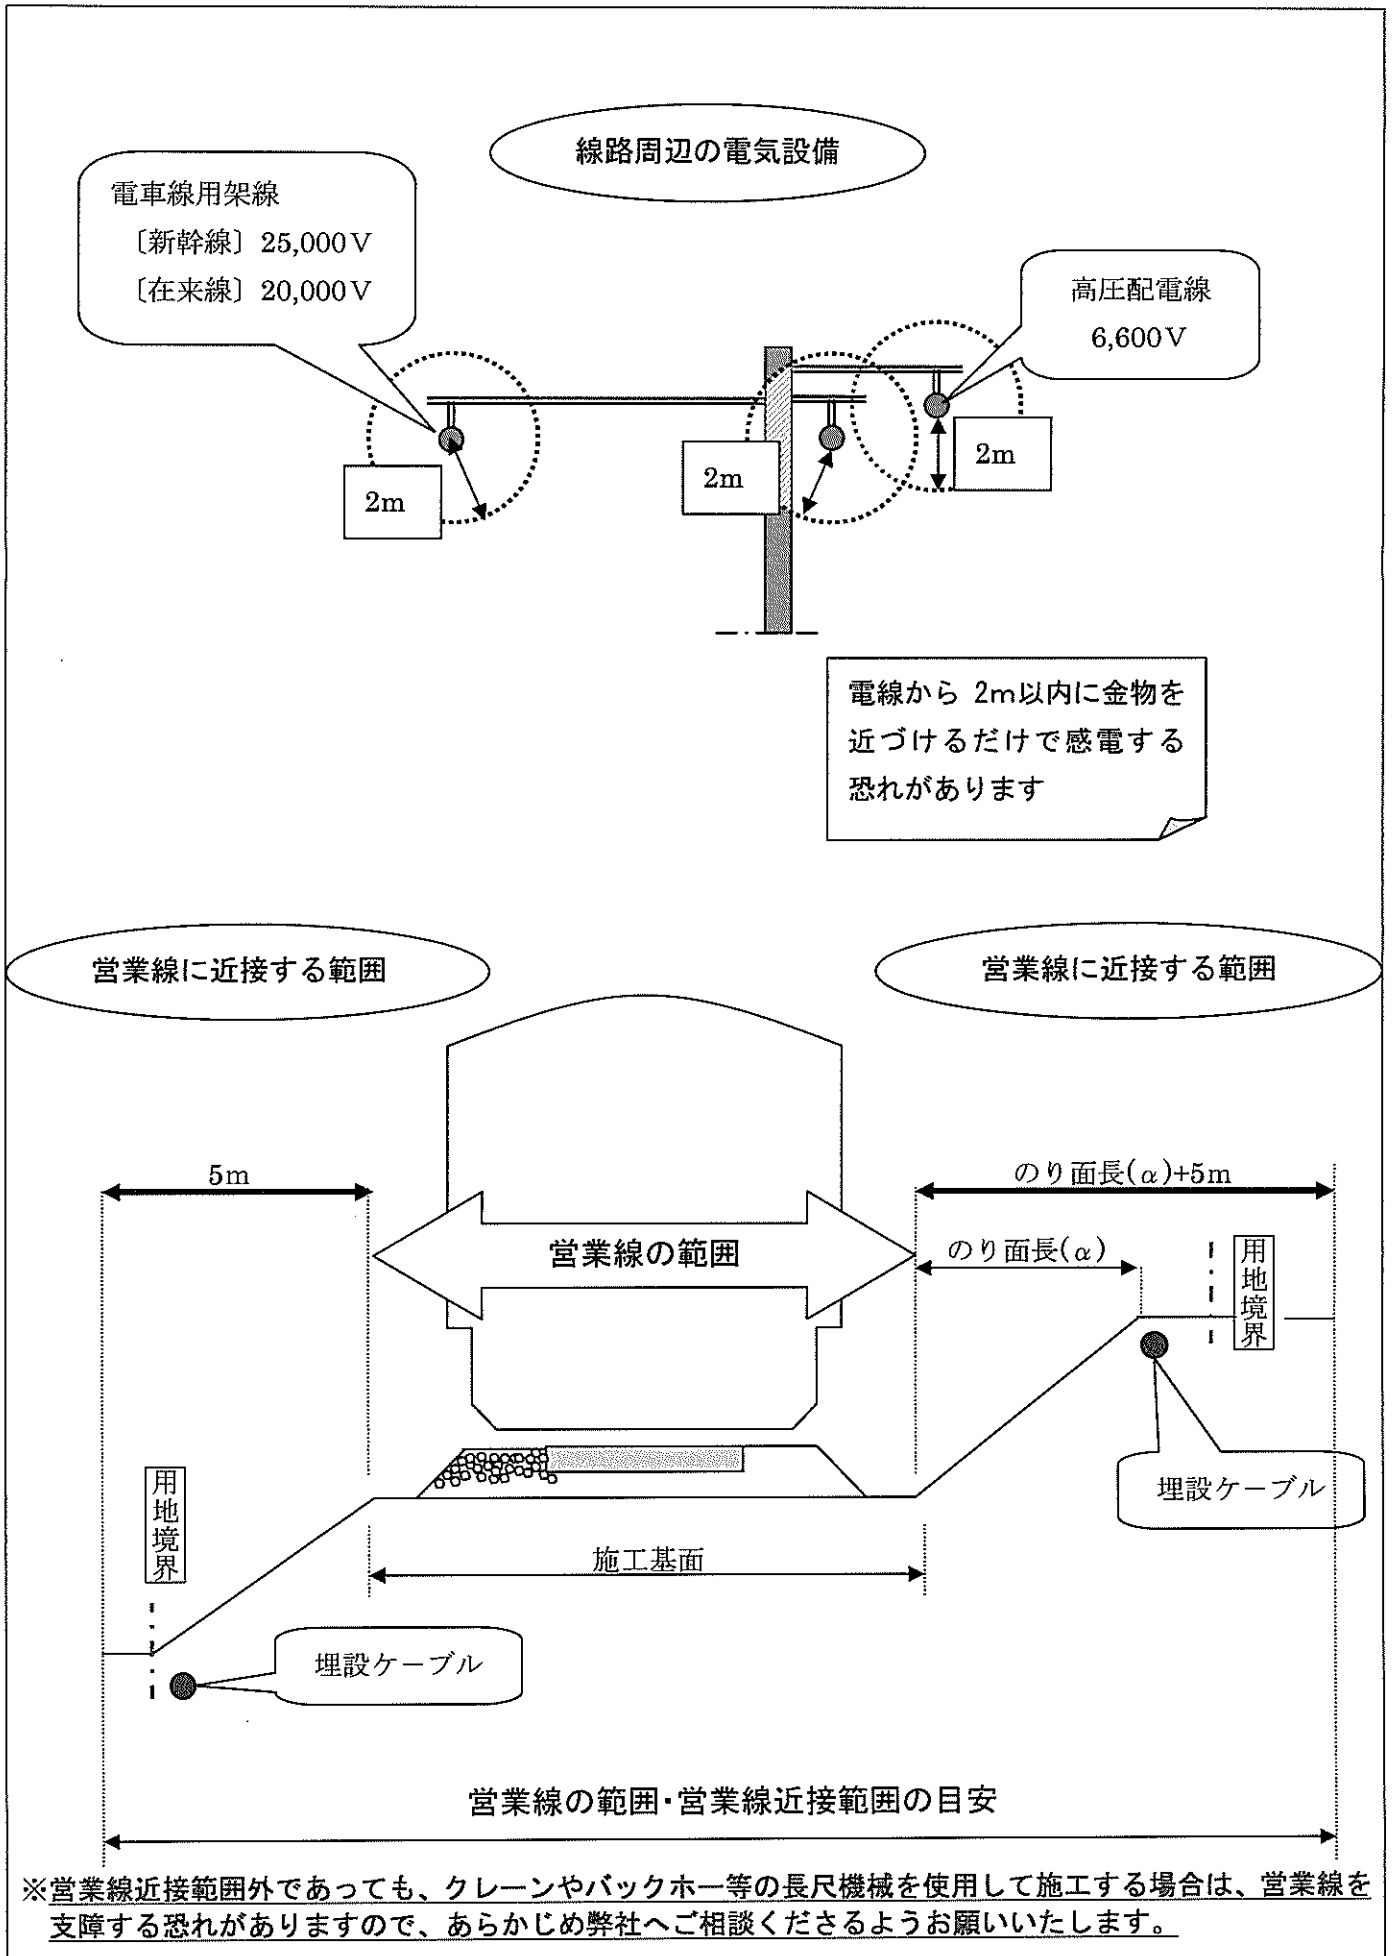 線路周辺の電気設備
電車線用架線
〔新幹線〕25,000V
〔在来線〕20,000V
高圧配電線
6,600V
2m
2m
2m
電線から 2m以内に金物を
近づけるだけで感電する
恐れがあります
営業線に近接する範囲
営業線に近接する範囲
5m
のり面長(α)+5m
営業線の範囲
のり面長(α)
用地境界
埋設ケーブル
用地境界
施工基面
埋設ケーブル
営業線の範囲・営業線近接範囲の目安
※営業線近接範囲外であっても、クレーンやバックホー等の長尺機械を使用して施工する場合は、営業線を
支障する恐れがありますので、あらかじめ弊社へご相談くださるようお願いいたします。